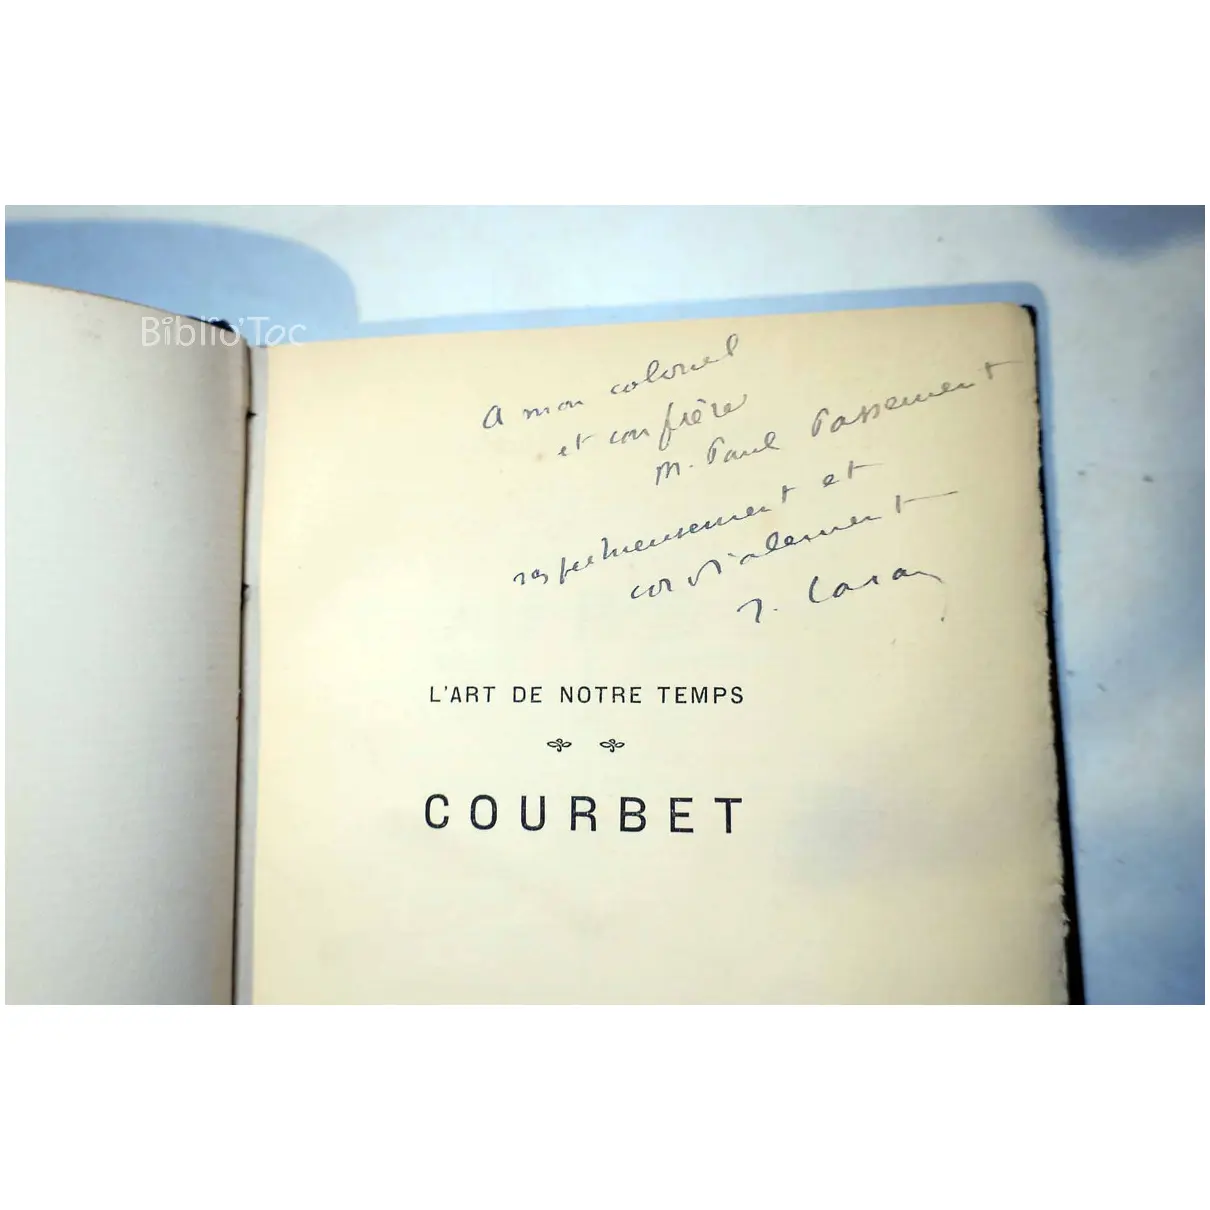 Biblio'Toc
A mon colonel
et confrère
M. Paul Passement
respectueusement et
cordialement
L'ART DE NOTRE TEMPS
COURBET